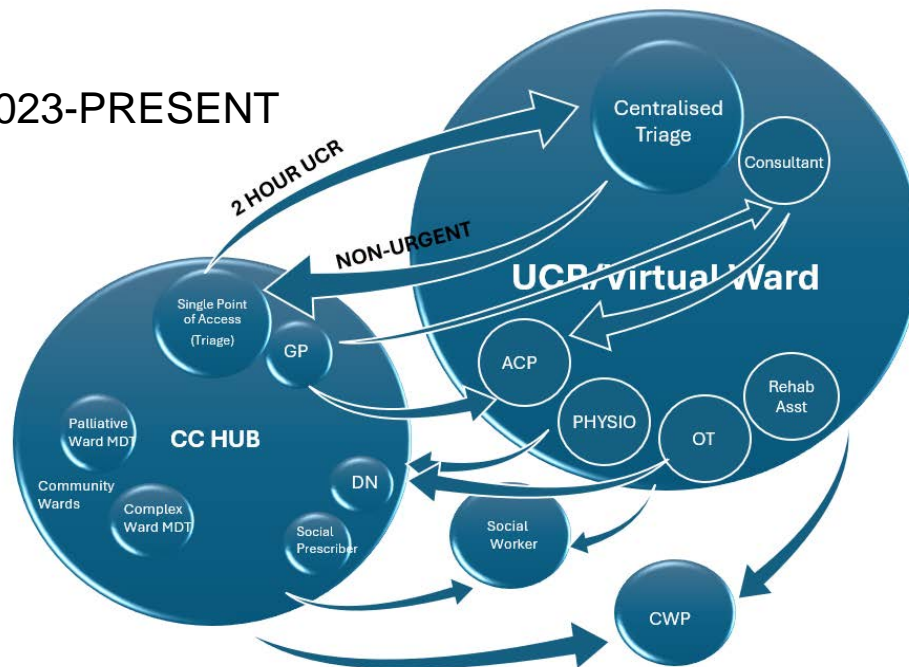 023-PRESENT
Centralised
Triage
Consultant
2 HOUR UCR
NON-URGENT
UCR/Virtual Ward
Single Point
of Access
(Triage)
GP
ACP
Rehab
Asst
PHYSIO
OT
Palliative
Ward MDT
CC HUB
DN
Community
Wards
Complex
Ward MDT
Social
Prescriber
Social
Worker
CWP